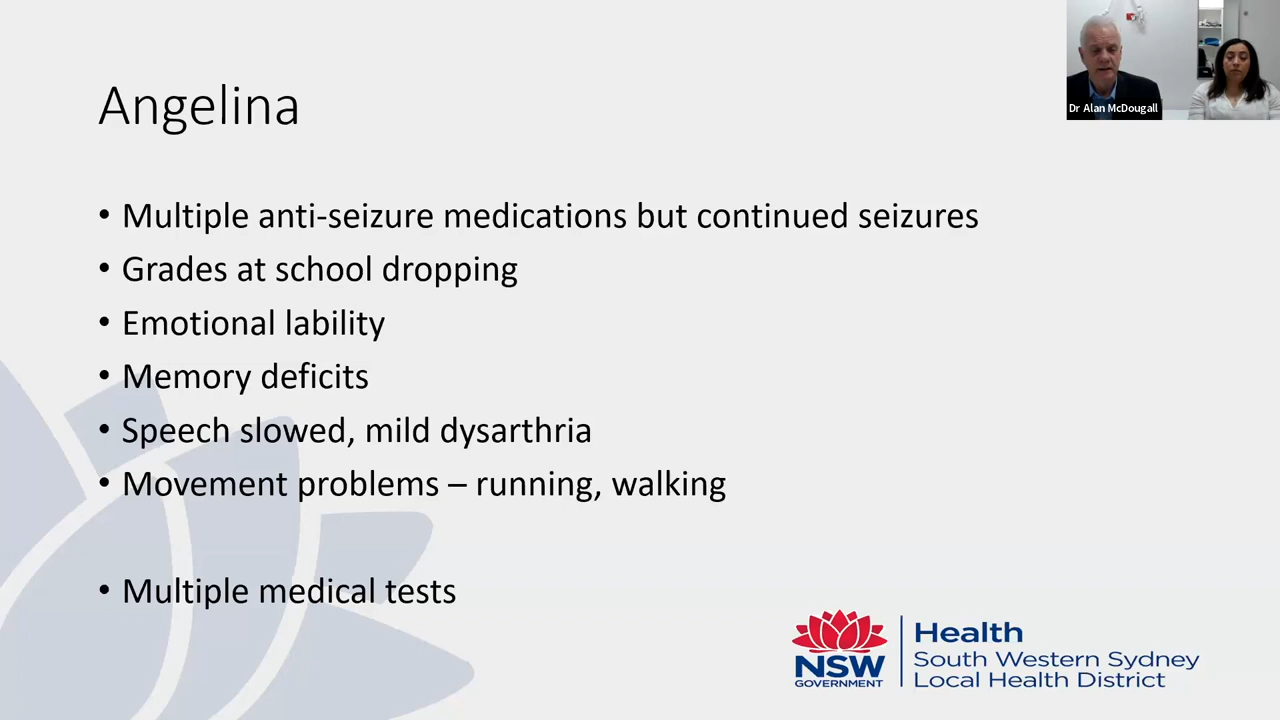 Angelina
Dr Alan McDougall
• Multiple anti-seizure medications but continued seizures
• Grades at school dropping
• Emotional lability
• Memory deficits
• Speech slowed, mild dysarthria
• Movement problems – running, walking
• Multiple medical tests
NSW
GOVERNMENT
Health
South Western Sydney
Local Health District